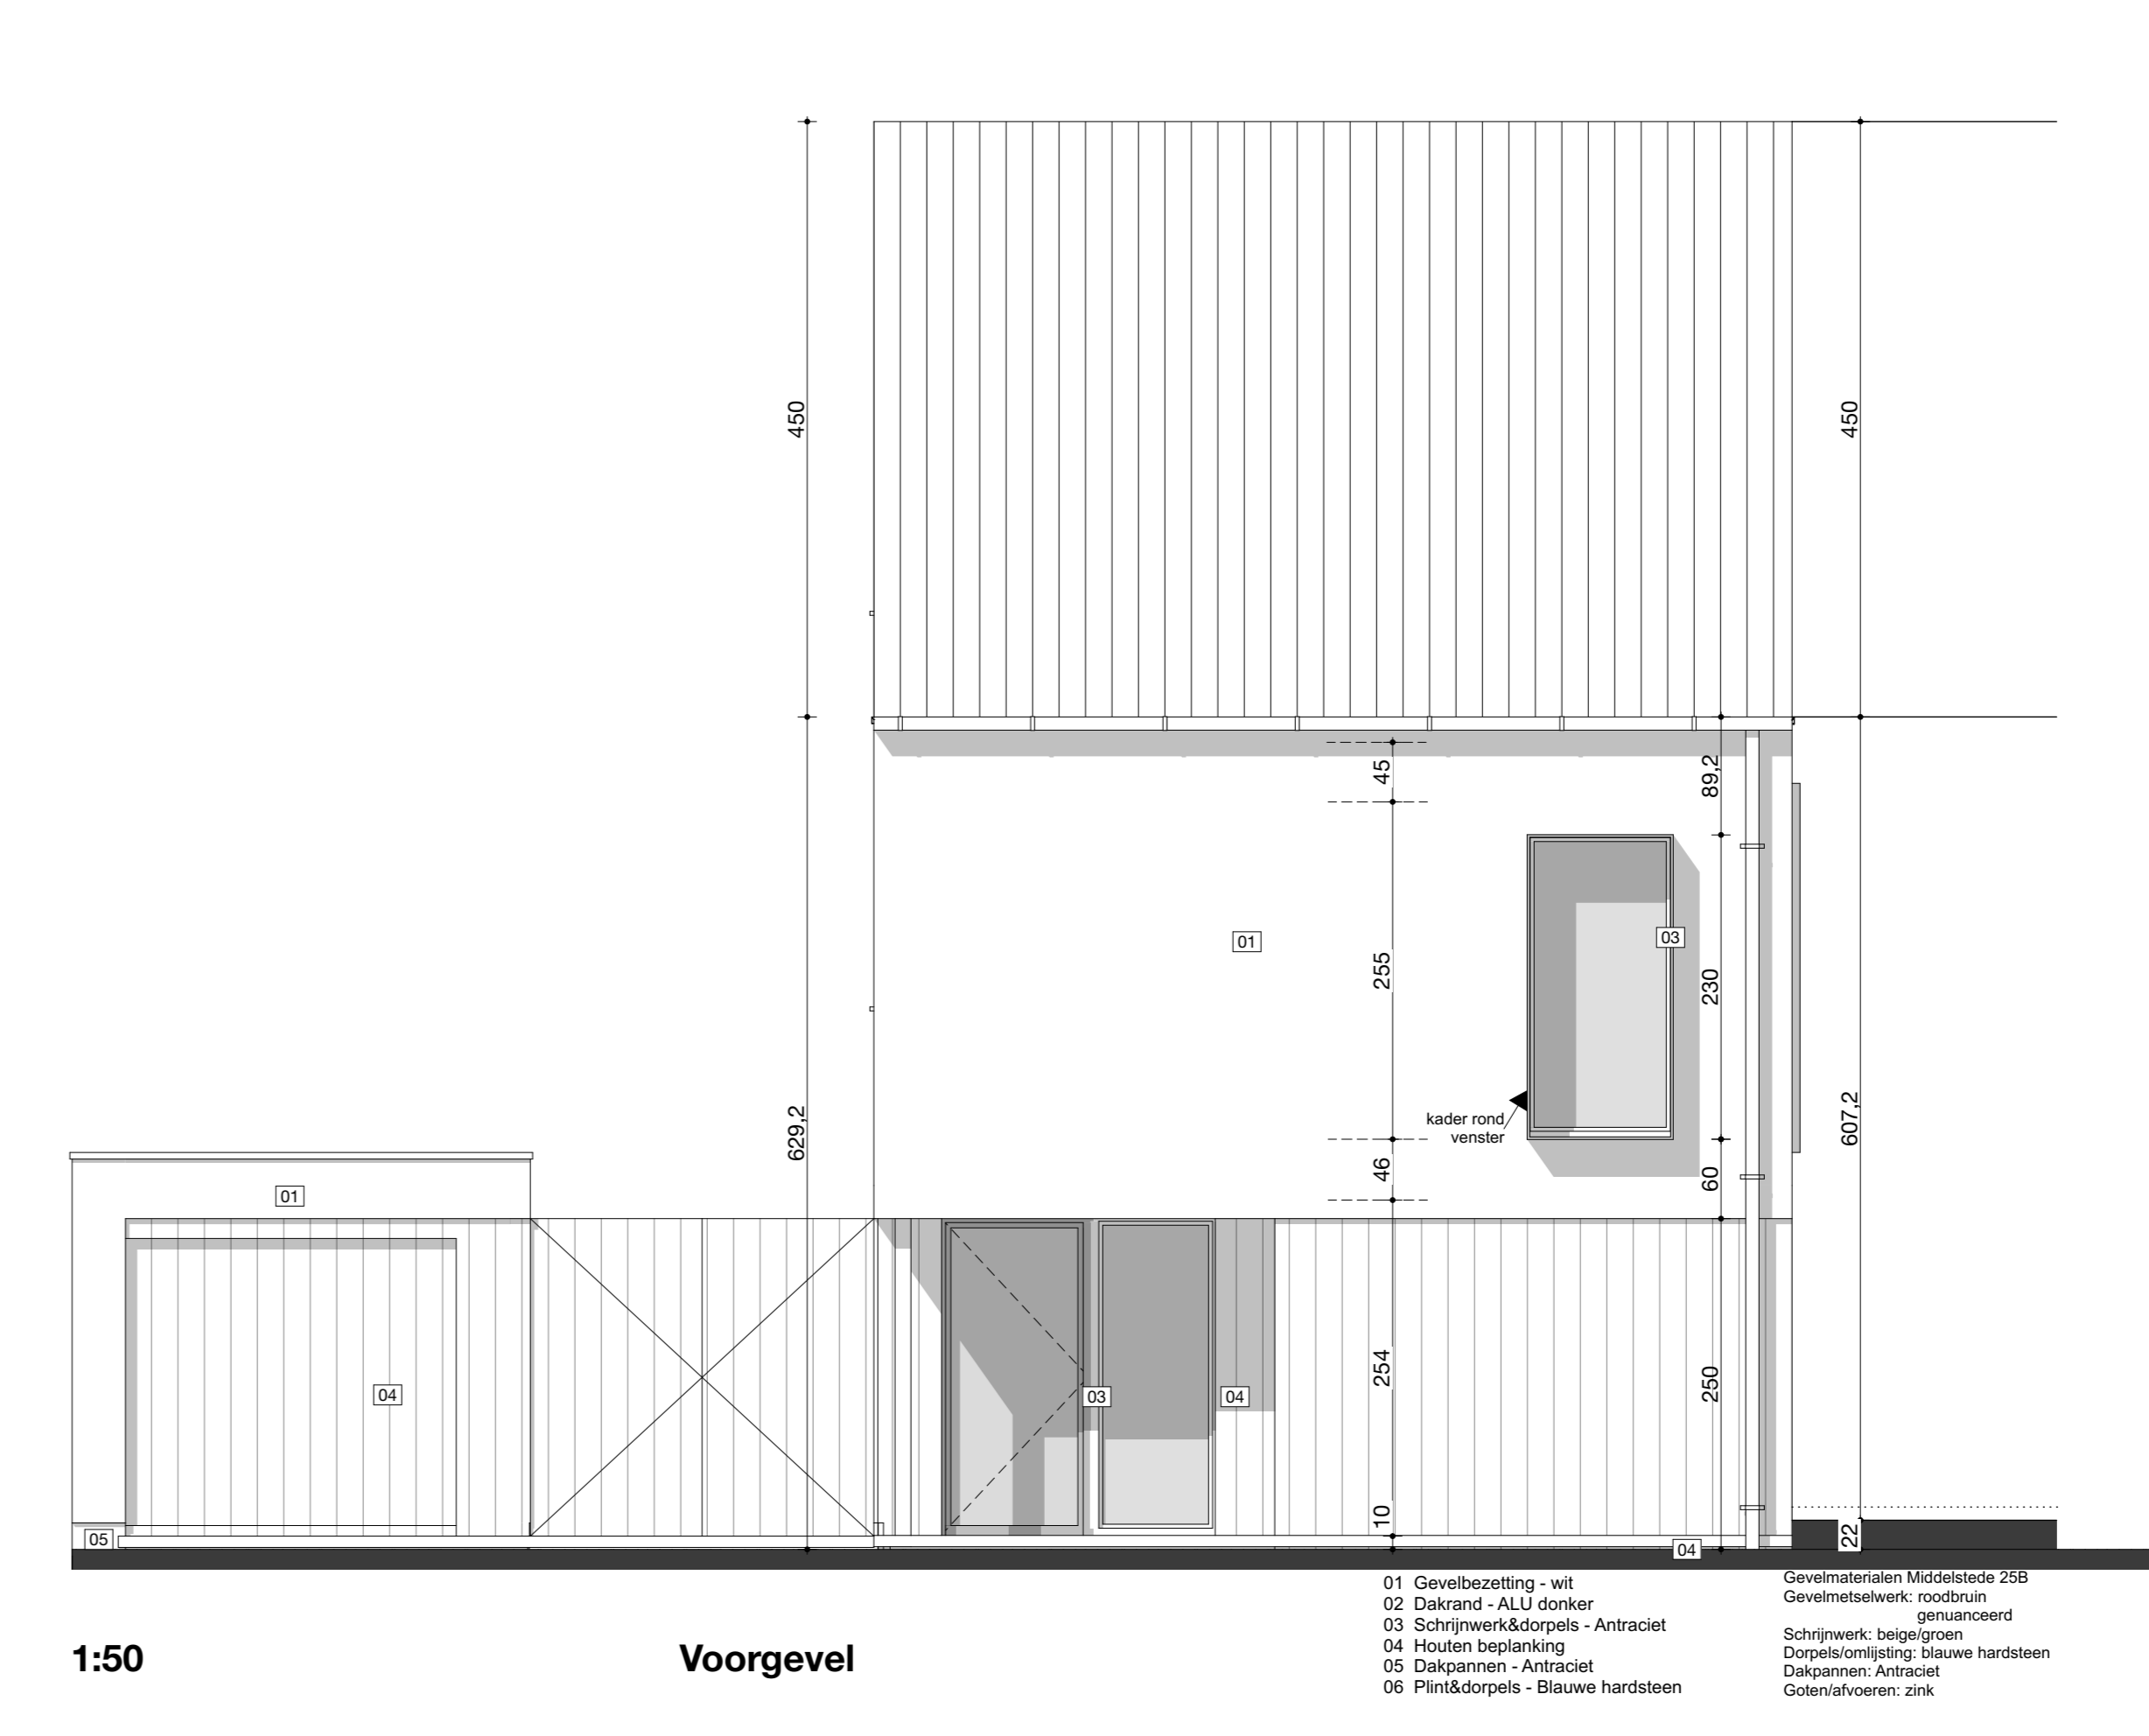 450
450
45
89,2
01
03
255
230
kader rond
venster
629,2
607,2
46
60
01
254
250
04
03
04
10
22
05
04
01 Gevelbezetting - wit
02 Dakrand - ALU donker
03 Schrijnwerk&dorpels - Antraciet
04 Houten beplanking
05 Dakpannen - Antraciet
06 Plint&dorpels - Blauwe hardsteen
Gevelmaterialen Middelstede 25B
Gevelmetselwerk: roodbruin
genuanceerd
Schrijnwerk: beige/groen
Dorpels/omlijsting: blauwe hardsteen
Dakpannen: Antraciet
Goten/afvoeren: zink
1:50
Voorgevel